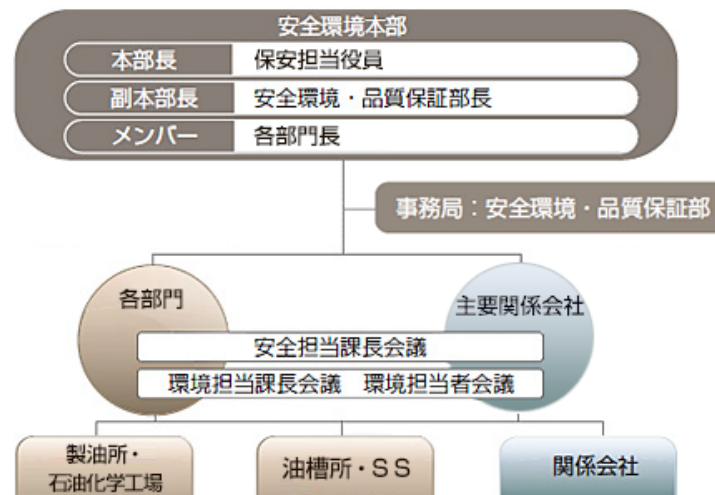 安全環境本部
本部長 保安担当役員
副本部長 安全環境・品質保証部長
メンバー 各部門長
事務局：安全環境・品質保証部
各部門
主要関係会社
安全担当課長会議
環境担当課長会議 環境担当者会議
製油所・
石油化学工場
油槽所・ＳＳ
関係会社